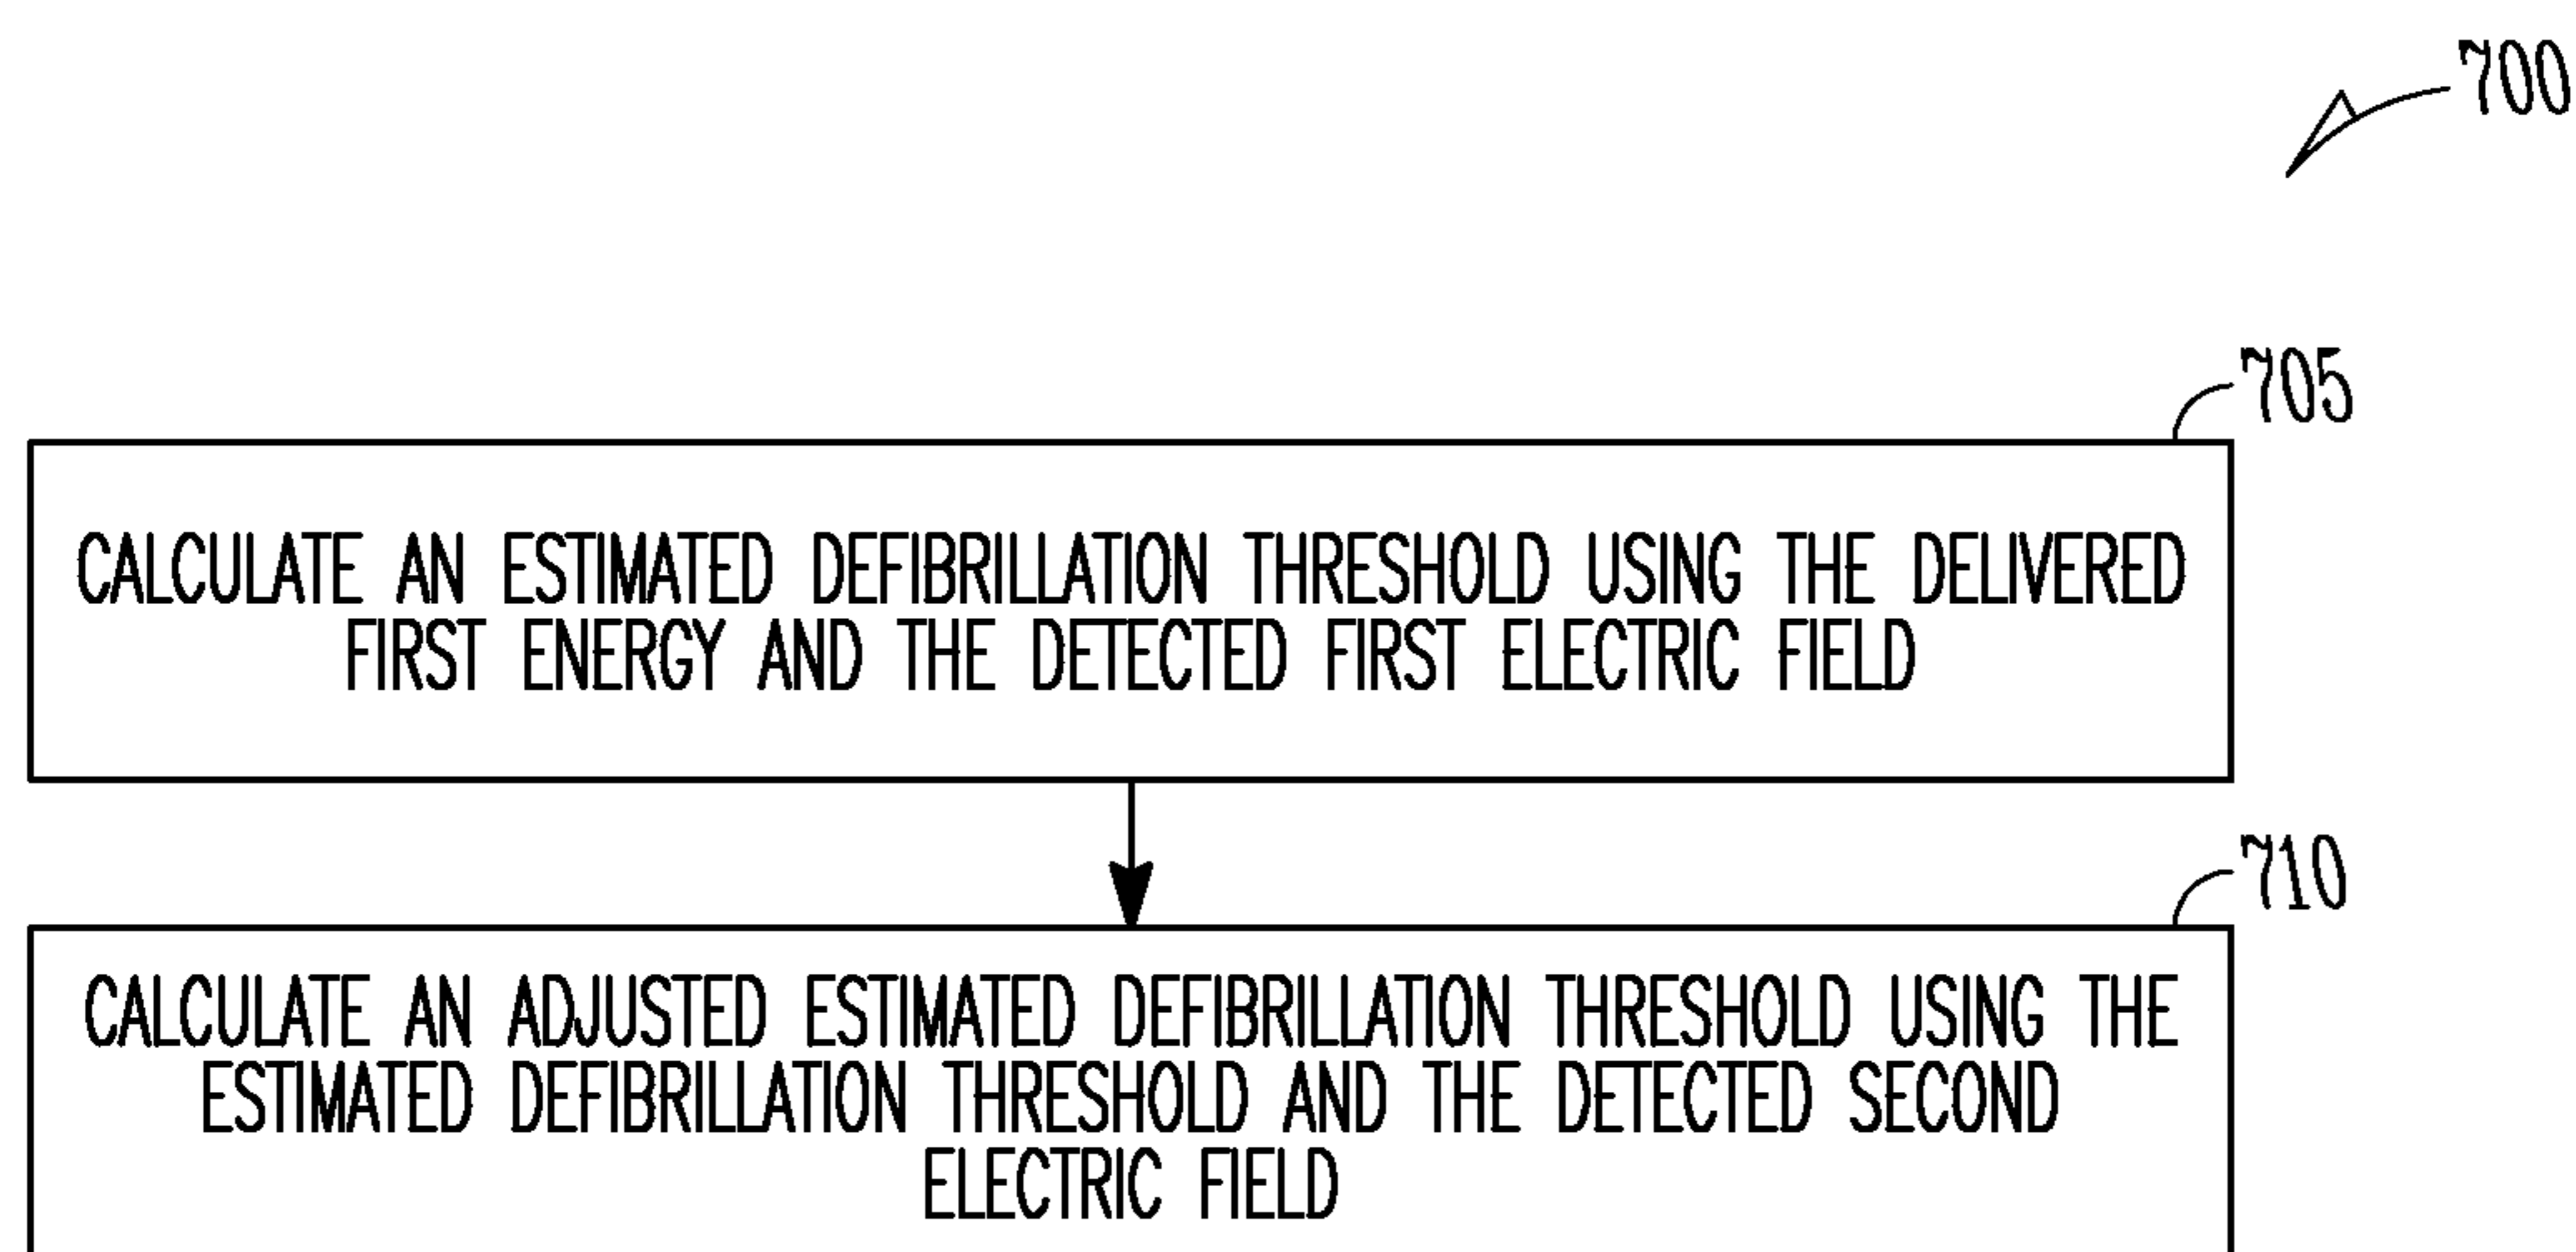 700
705
CALCULATE AN ESTIMATED DEFIBRILLATION THRESHOLD USING THE DELIVERED
FIRST ENERGY AND THE DETECTED FIRST ELECTRIC FIELD
710
CALCULATE AN ADJUSTED ESTIMATED DEFIBRILLATION THRESHOLD USING THE
ESTIMATED DEFIBRILLATION THRESHOLD AND THE DETECTED SECOND
ELECTRIC FIELD